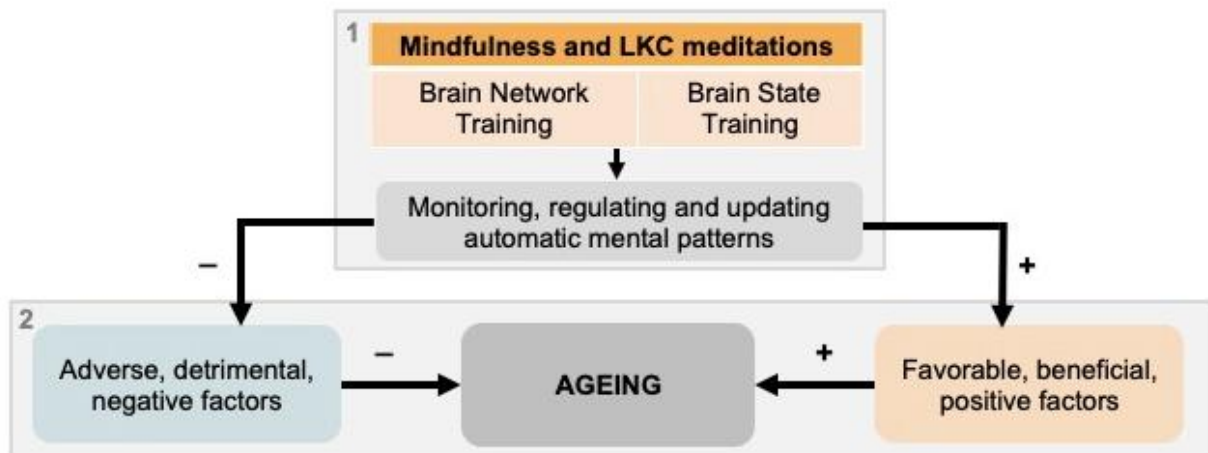 1
Mindfulness and LKC meditations
Brain Network
Training
Brain State
Training
Monitoring, regulating and updating
automatic mental patterns
–
+
2
Adverse, detrimental,
negative factors
–
AGEING
+
Favorable, beneficial,
positive factors